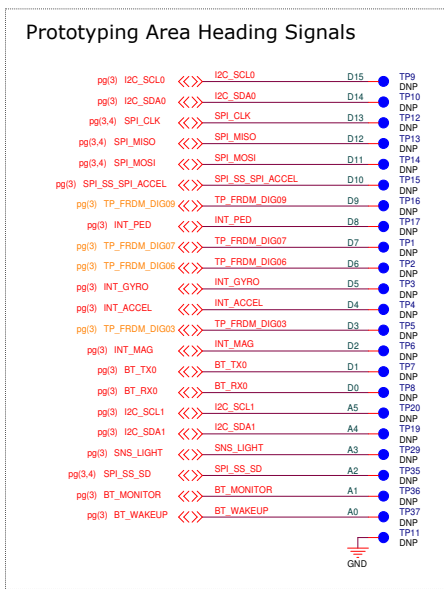 Prototyping Area Heading Signals
pg(3) I2C_SCL0 I2C_SCL0 D15 TP9
DNP
pg(3) I2C_SDA0 I2C_SDA0 D14 TP10
DNP
pg(3,4) SPI_CLK SPI_CLK D13 TP12
DNP
pg(3,4) SPI_MISO SPI_MISO D12 TP13
DNP
pg(3,4) SPI_MOSI SPI_MOSI D11 TP14
DNP
pg(3) SPI_SS_SPI_ACCEL SPI_SS_SPI_ACCEL D10 TP15
DNP
pg(3) TP_FRDM_DIG09 TP_FRDM_DIG09 D9 TP16
DNP
pg(3) INT_PED INT_PED D8 TP17
DNP
pg(3) TP_FRDM_DIG07 TP_FRDM_DIG07 D7 TP1
DNP
pg(3) TP_FRDM_DIG06 TP_FRDM_DIG06 D6 TP2
DNP
pg(3) INT_GYRO INT_GYRO D5 TP3
DNP
pg(3) INT_ACCEL INT_ACCEL D4 TP4
DNP
pg(3) TP_FRDM_DIG03 TP_FRDM_DIG03 D3 TP5
DNP
pg(3) INT_MAG INT_MAG D2 TP6
DNP
pg(3) BT_TX0 BT_TX0 D1 TP7
DNP
pg(3) BT_RX0 BT_RX0 D0 TP8
DNP
pg(3) I2C_SCL1 I2C_SCL1 A5 TP20
DNP
pg(3) I2C_SDA1 I2C_SDA1 A4 TP19
DNP
pg(3) SNS_LIGHT SNS_LIGHT A3 TP29
DNP
pg(3,4) SPI_SS_SD SPI_SS_SD A2 TP35
DNP
pg(3) BT_MONITOR BT_MONITOR A1 TP36
DNP
pg(3) BT_WAKEUP BT_WAKEUP A0 TP37
DNP
TP11
DNP
GND